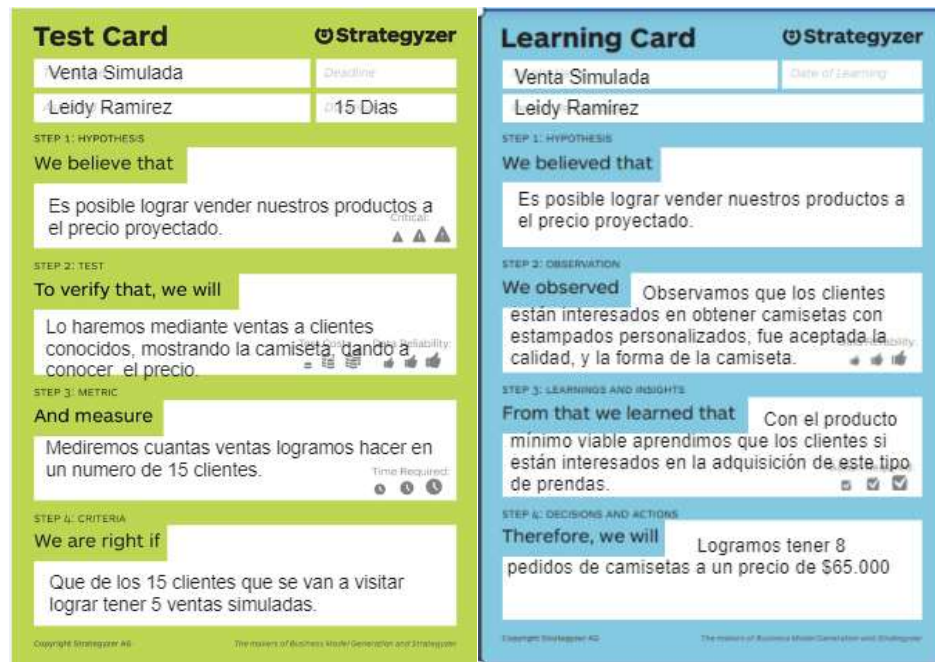 Test Card
Strategyzer
Venta Simulada
Deadline
Leidy Ramirez
15 Dias
STEP 1: HYPOTHESIS
We believe that
Es posible lograr vender nuestros productos a
el precio proyectado.
Critical:
STEP 2: TEST
To verify that, we will
Lo haremos mediante ventas a clientes
conocidos, mostrando la camiseta, dando a
conocer el precio.
Test Cost:
Data Reliability:
STEP 3: METRIC
And measure
Mediremos cuantas ventas logramos hacer en
un numero de 15 clientes.
Time Required:
STEP 4: CRITERIA
We are right if
Que de los 15 clientes que se van a visitar
lograr tener 5 ventas simuladas.
Copyright Strategyzer AG
The makers of Business Model Generation and Strategyzer
Learning Card
Strategyzer
Venta Simulada
Date of Learning
Leidy Ramirez
STEP 1: HYPOTHESIS
We believed that
Es posible lograr vender nuestros productos a
el precio proyectado.
STEP 2: OBSERVATION
We observed
Observamos que los clientes
están interesados en obtener camisetas con
estampados personalizados, fue aceptada la
calidad, y la forma de la camiseta.
STEP 3: LEARNINGS AND INSIGHTS
From that we learned that
Con el producto
mínimo viable aprendimos que los clientes si
están interesados en la adquisición de este tipo
de prendas.
STEP 4: DECISIONS AND ACTIONS
Therefore, we will
Logramos tener 8
pedidos de camisetas a un precio de $65.000
Copyright Strategyzer AG
The makers of Business Model Generation and Strategyzer